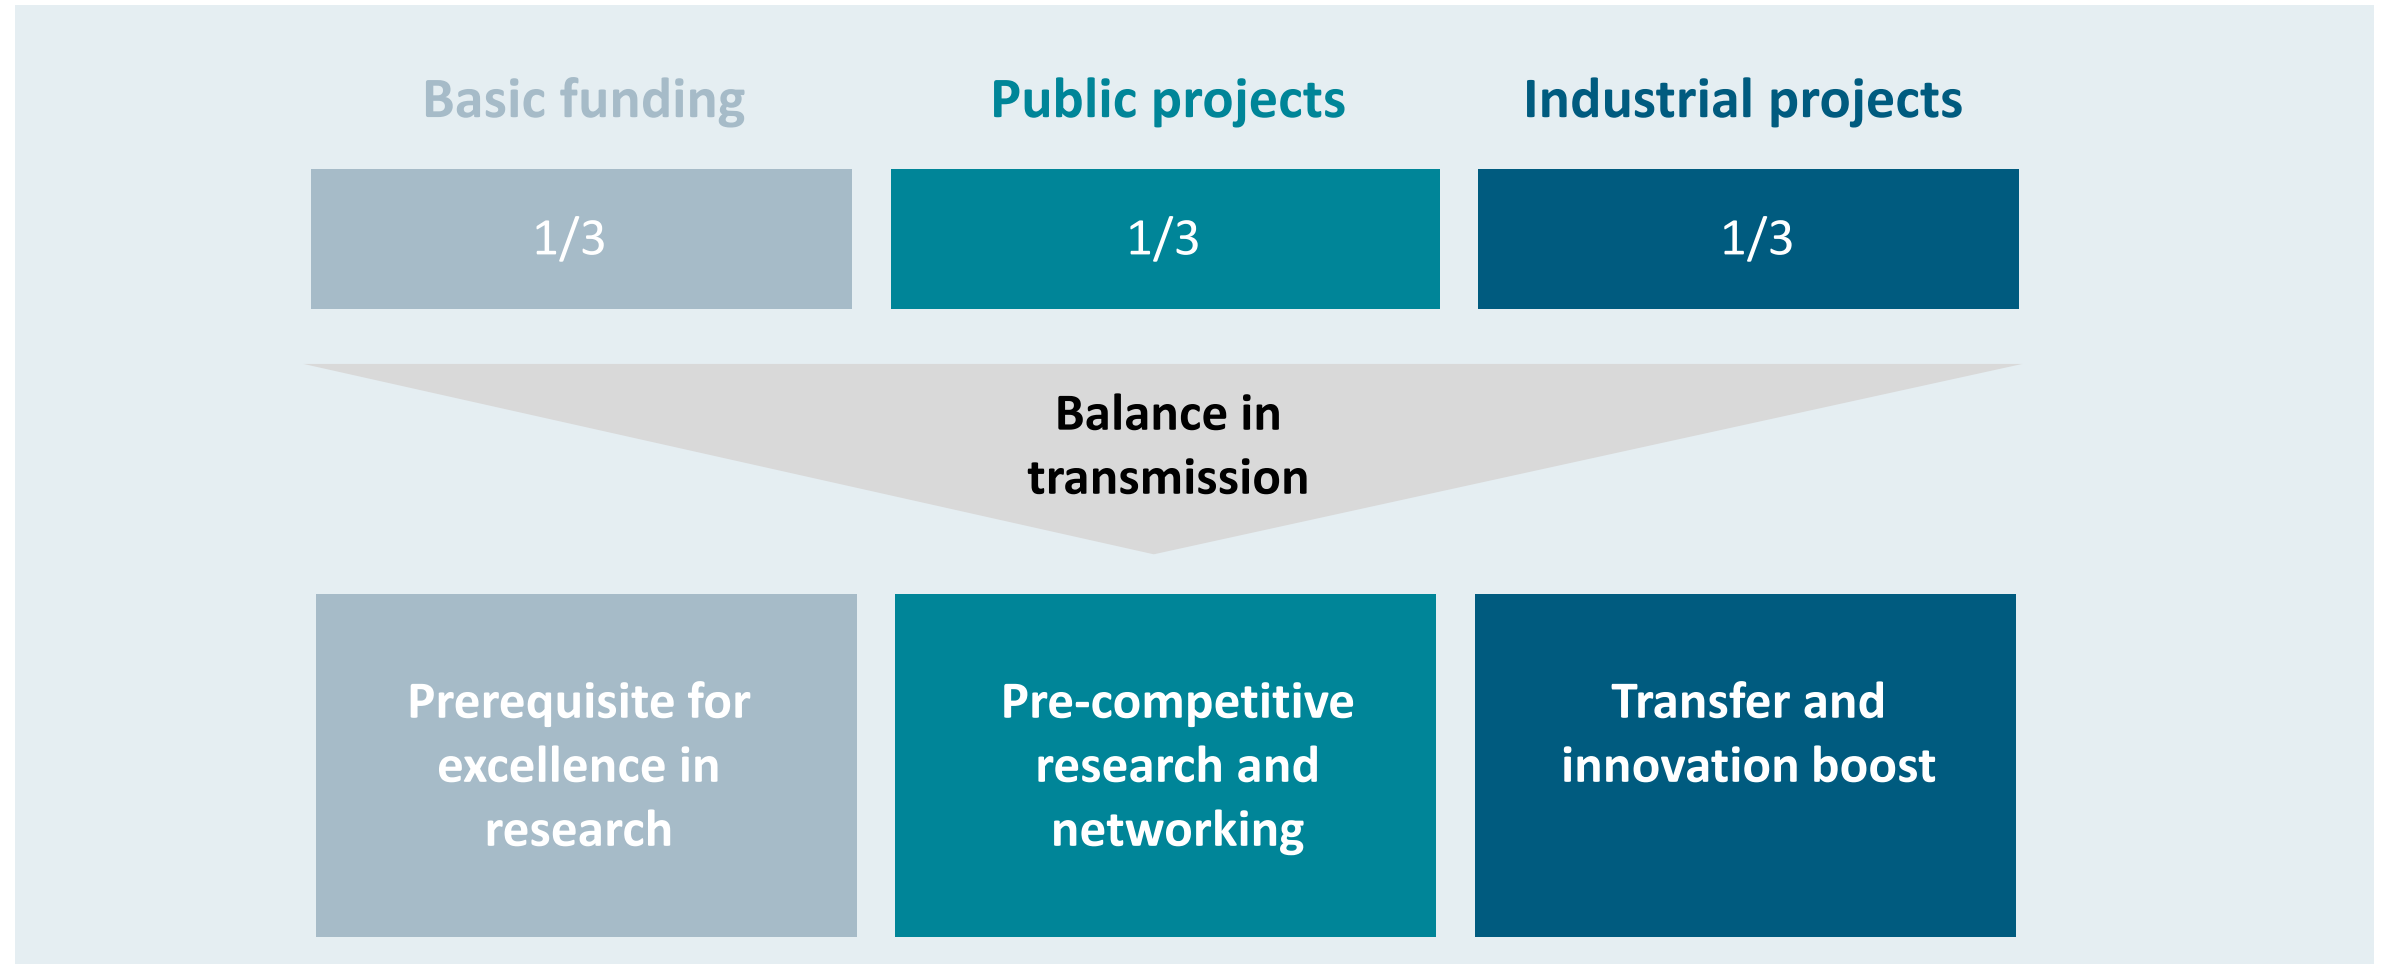 Basic funding
Public projects
Industrial projects
1/3
1/3
1/3
Balance in
transmission
Prerequisite for
excellence in
research
Pre-competitive
research and
networking
Transfer and
innovation boost